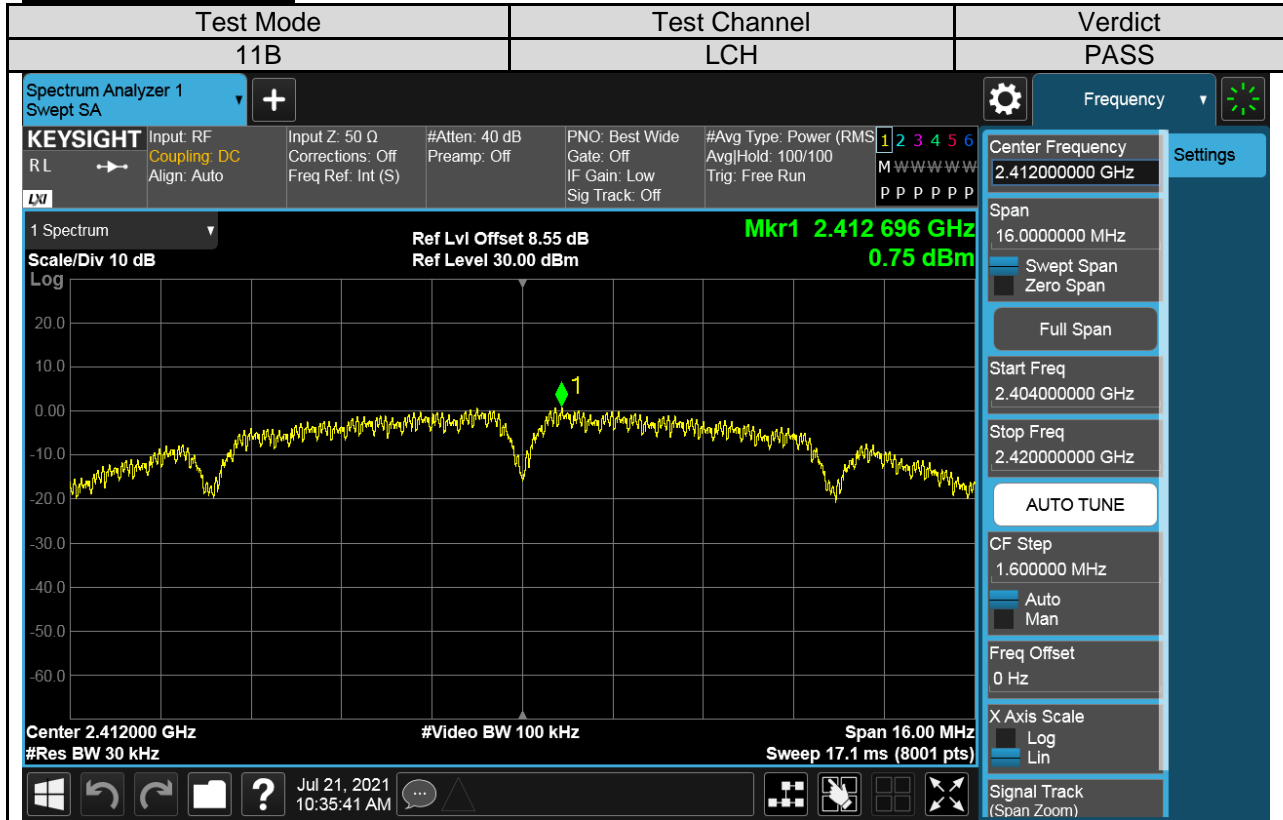 Test Mode Test Channel Verdict
11B LCH PASS
Spectrum Analyzer 1
Swept SA
+
Frequency
KEYSIGHT
R L
LXI
Input: RF
Coupling: DC
Align: Auto
Input Z: 50 Ω
Corrections: Off
Freq Ref: Int (S)
#Atten: 40 dB
Preamp: Off
PNO: Best Wide
Gate: Off
IF Gain: Low
Sig Track: Off
#Avg Type: Power (RMS
Avg|Hold: 100/100
Trig: Free Run
1 2 3 4 5 6
M W W W W W
P P P P P P
1 Spectrum
Scale/Div 10 dB
Ref Lvl Offset 8.55 dB
Ref Level 30.00 dBm
Mkr1 2.412 696 GHz
0.75 dBm
Log
20.0
10.0
0.00
-10.0
-20.0
-30.0
-40.0
-50.0
-60.0
1
Center 2.412000 GHz
#Res BW 30 kHz
#Video BW 100 kHz
Span 16.00 MHz
Sweep 17.1 ms (8001 pts)
Center Frequency
2.412000000 GHz
Span
16.0000000 MHz
Swept Span
Zero Span
Full Span
Start Freq
2.404000000 GHz
Stop Freq
2.420000000 GHz
AUTO TUNE
CF Step
1.600000 MHz
Auto
Man
Freq Offset
0 Hz
X Axis Scale
Log
Lin
Signal Track
(Span Zoom)
Settings
?
Jul 21, 2021
10:35:41 AM